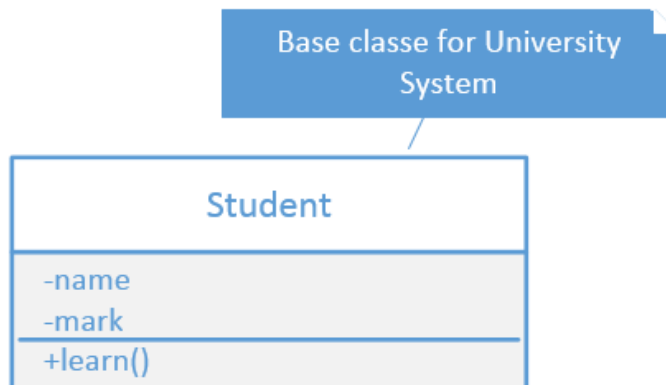 Base classe for University
System
Student
-name
-mark
+learn()